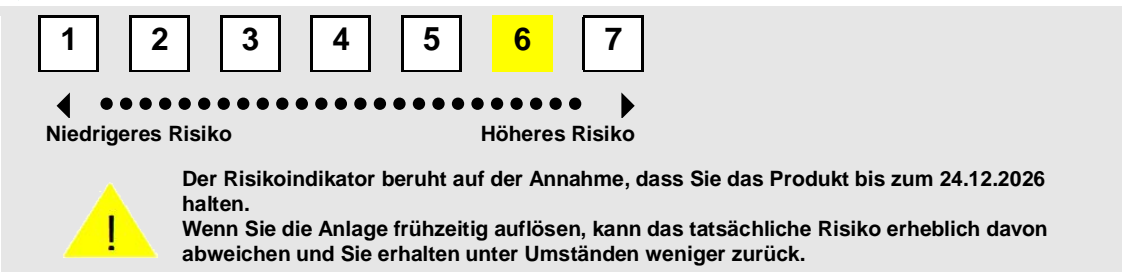 1 2 3 4 5 6 7
Niedrigeres Risiko Höheres Risiko
Der Risikoindikator beruht auf der Annahme, dass Sie das Produkt bis zum 24.12.2026
halten.
Wenn Sie die Anlage frühzeitig auflösen, kann das tatsächliche Risiko erheblich davon
abweichen und Sie erhalten unter Umständen weniger zurück.
!